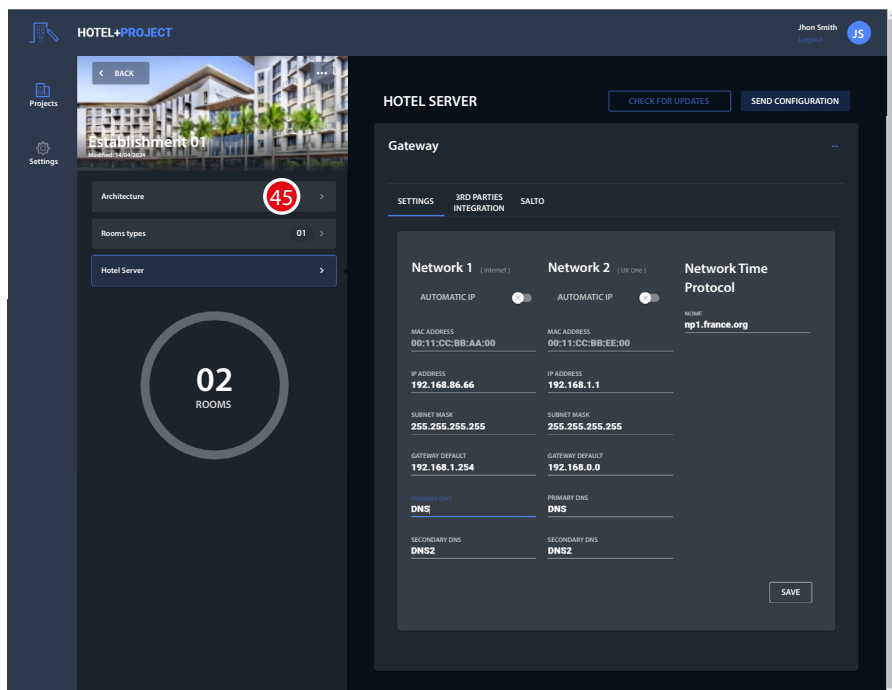 HOTEL+PROJECT
Jhon Smith
Logout
JS
Projects
Settings
BACK
Establishment 01
Modified: 14/04/2024
Architecture
45
Rooms types 01
Hotel Server
02
ROOMS
HOTEL SERVER
CHECK FOR UPDATES
SEND CONFIGURATION
Gateway
SETTINGS
3RD PARTIES
INTEGRATION
SALTO
Network 1 ( Internet )
AUTOMATIC IP
MAC ADDRESS
00:11:CC:BB:AA:00
IP ADDRESS
192.168.86.66
SUBNET MASK
255.255.255.255
GATEWAY DEFAULT
192.168.1.254
PRIMARY DNS
DNS
SECONDARY DNS
DNS2
Network 2 ( UX One )
AUTOMATIC IP
MAC ADDRESS
00:11:CC:BB:EE:00
IP ADDRESS
192.168.1.1
SUBNET MASK
255.255.255.255
GATEWAY DEFAULT
192.168.0.0
PRIMARY DNS
DNS
SECONDARY DNS
DNS2
Network Time
Protocol
NOME
np1.france.org
SAVE